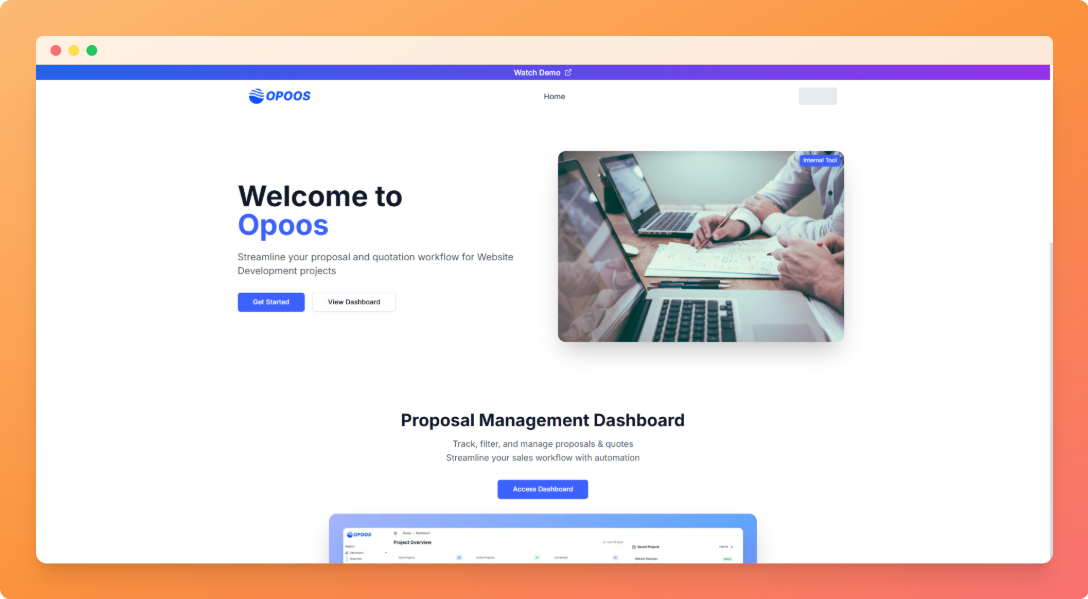 Watch Demo
OPOOS
Home
Internal Tool
Welcome to
Opoos
Streamline your proposal and quotation workflow for Website
Development projects
Get Started
View Dashboard
Proposal Management Dashboard
Track, filter, and manage proposals & quotes
Streamline your sales workflow with automation
Access Dashboard
OPOOS
Project Overview